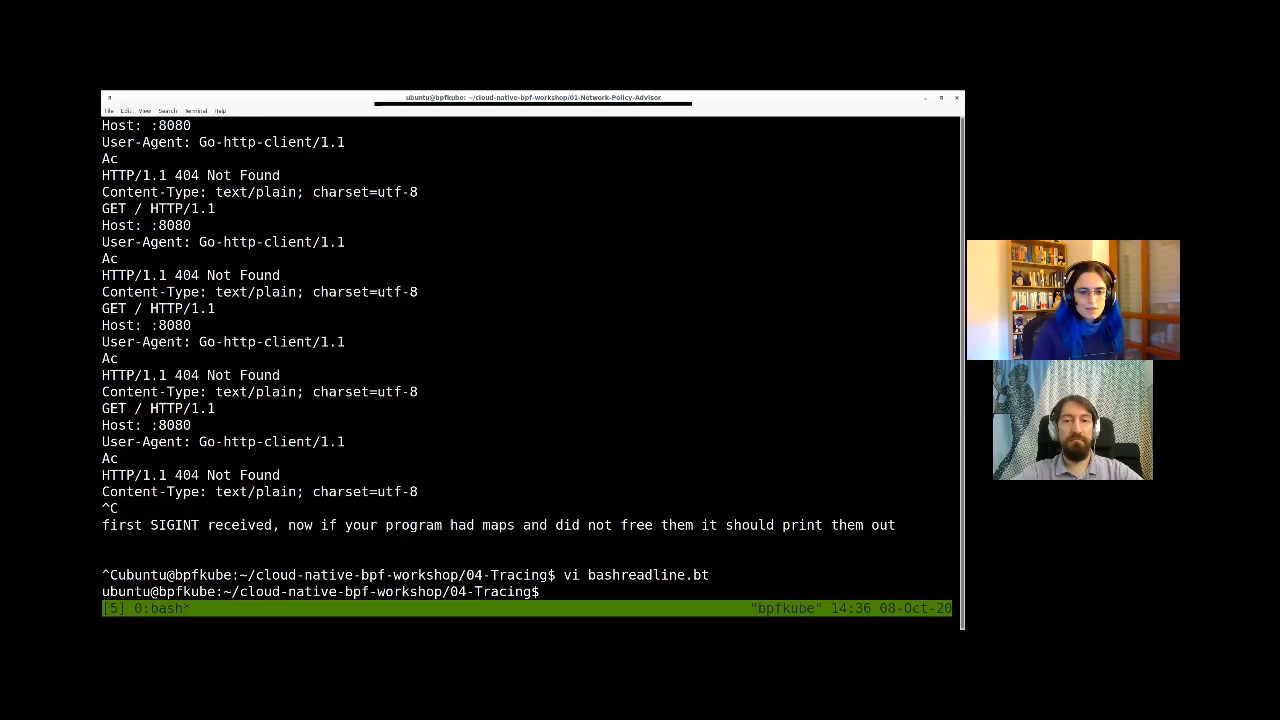 ubuntu@bpfkube: ~/cloud-native-bpf-workshop/01-Network-Policy-Advisor
File Edit View Search Terminal Help
Host: :8080
User-Agent: Go-http-client/1.1
Ac
HTTP/1.1 404 Not Found
Content-Type: text/plain; charset=utf-8
GET / HTTP/1.1
Host: :8080
User-Agent: Go-http-client/1.1
Ac
HTTP/1.1 404 Not Found
Content-Type: text/plain; charset=utf-8
GET / HTTP/1.1
Host: :8080
User-Agent: Go-http-client/1.1
Ac
HTTP/1.1 404 Not Found
Content-Type: text/plain; charset=utf-8
GET / HTTP/1.1
Host: :8080
User-Agent: Go-http-client/1.1
Ac
HTTP/1.1 404 Not Found
Content-Type: text/plain; charset=utf-8
^C
first SIGINT received, now if your program had maps and did not free them it should print them out
^Cubuntu@bpfkube:~/cloud-native-bpf-workshop/04-Tracing$ vi bashreadline.bt
ubuntu@bpfkube:~/cloud-native-bpf-workshop/04-Tracing$
[5] 0:bash* "bpfkube" 14:36 08-Oct-20